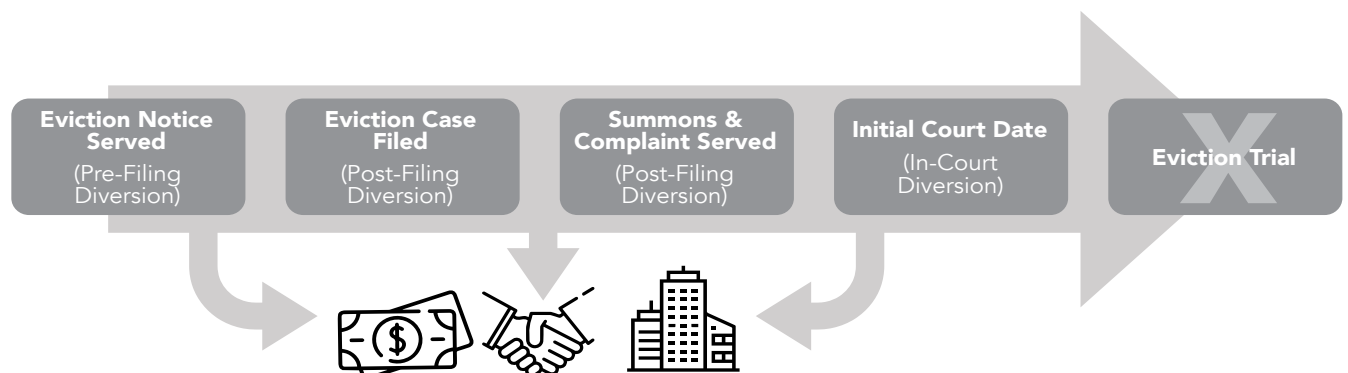 Eviction Notice
Served
(Pre-Filing
Diversion)
Eviction Case
Filed
(Post-Filing
Diversion)
Summons &
Complaint Served
(Post-Filing
Diversion)
Initial Court Date
(In-Court
Diversion)
X
Eviction Trial
$